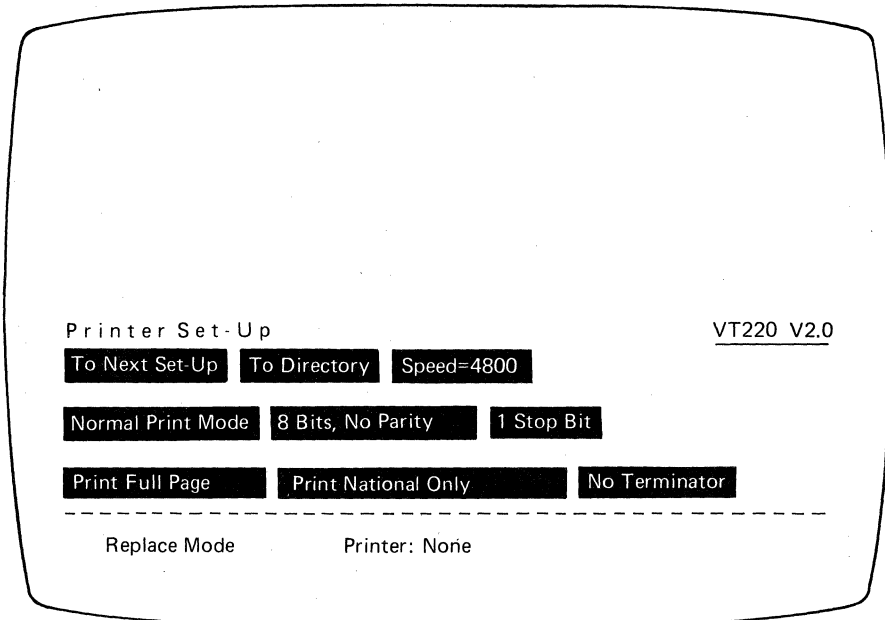 Printer Set-Up VT220 V2.0
To Next Set-Up To Directory Speed=4800
Normal Print Mode 8 Bits, No Parity 1 Stop Bit
Print Full Page Print National Only No Terminator
Replace Mode Printer: None